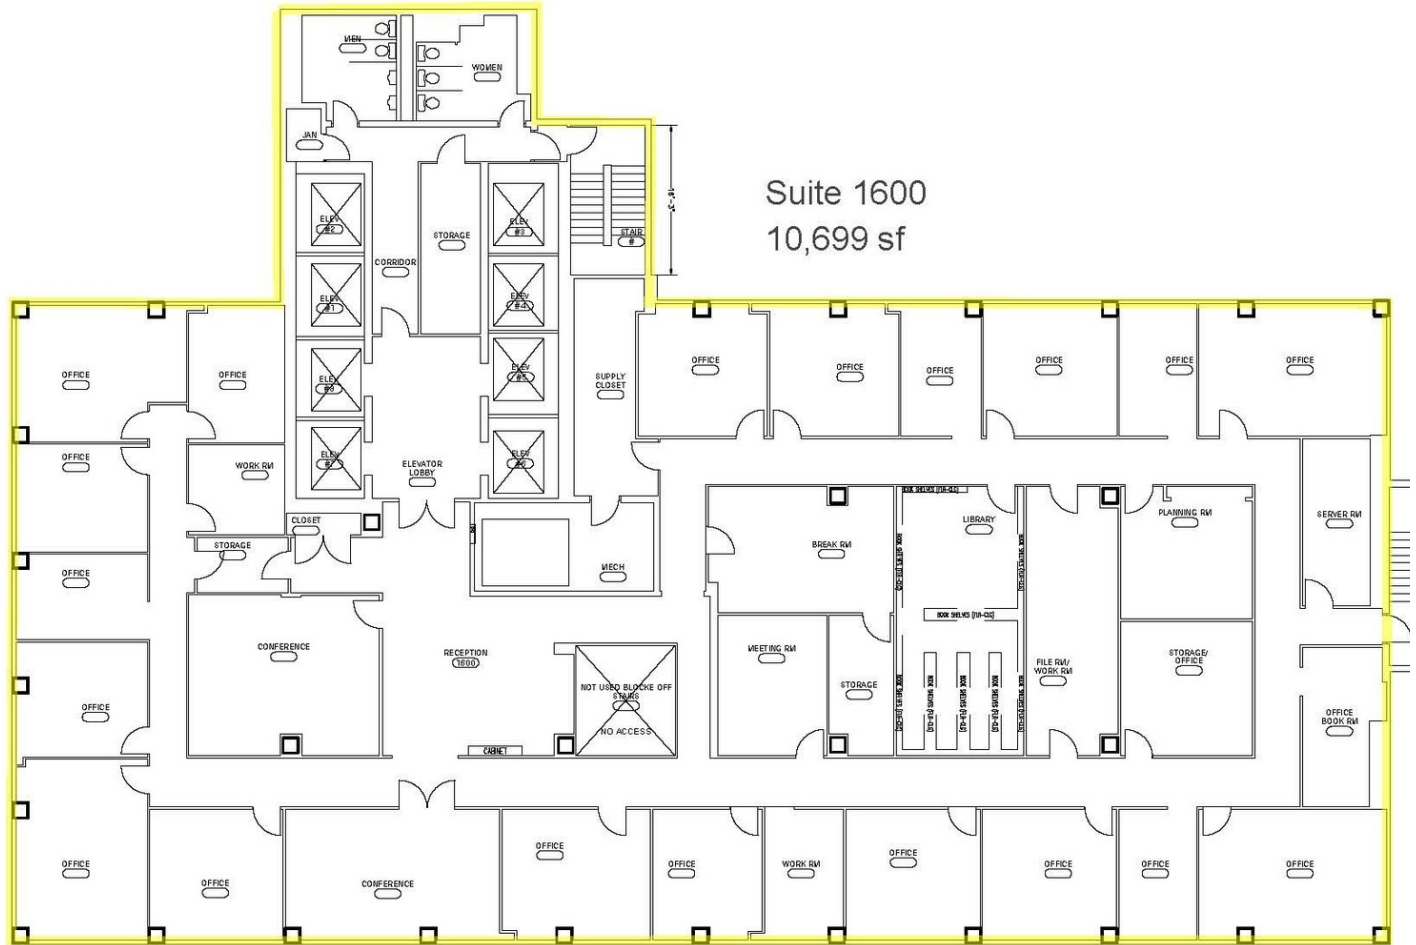 MEN
WOMEN
JAN
Suite 1600
10,699 sf
ELEV
#2
STORAGE
ELEV
#3
STAIR
#
CORRIDOR
ELEV
#1
ELEV
#4
OFFICE
OFFICE
ELEV
ELEV
SUPPLY
CLOSET
OFFICE
OFFICE
OFFICE
OFFICE
OFFICE
OFFICE
OFFICE
WORK RM
ELEV
ELEVATOR
LOBBY
ELEV
CLOSET
STORAGE
BREAK RM
BOOK SHELVES
LIBRARY
PLANNING RM
SERVER RM
OFFICE
MECH
BOOK SHELVES
CONFERENCE
RECEPTION
1600
MEETING RM
STORAGE
FILE RM/
WORK RM
STORAGE/
OFFICE
NOT USED BLOCKE OFF
STAIRS
NO ACCESS
OFFICE
OFFICE
BOOK RM
CABINET
OFFICE
OFFICE
CONFERENCE
OFFICE
OFFICE
WORK RM
OFFICE
OFFICE
OFFICE
OFFICE